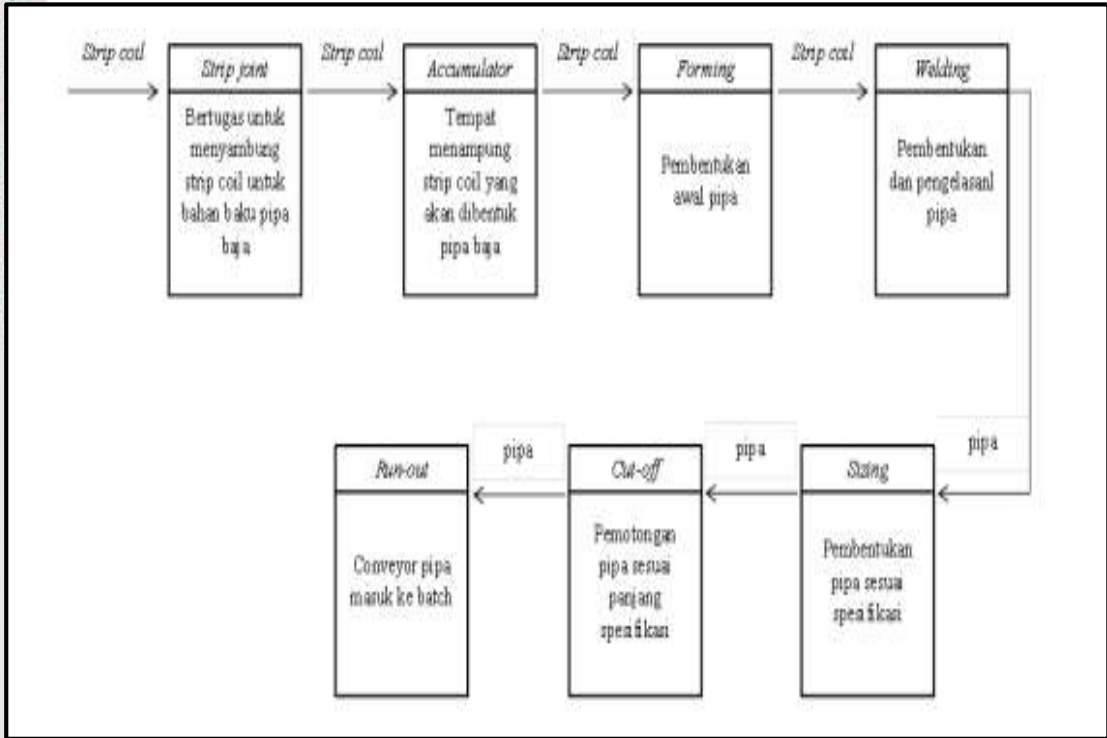 Strip coil
Strip joint
Bertugas untuk
menyambung
strip coil untuk
bahan baku pipa
baja
Strip coil
Accumulator
Tempat
menampung
strip coil yang
akan dibentuk
pipa baja
Strip coil
Forming
Pembentukan
awal pipa
Strip coil
Welding
Pembentukan
dan pengelasanl
pipa
pipa
Sizing
Pembentukan
pipa sesuai
spesifikasi
pipa
Cut-off
Pemotongan
pipa sesuai
panjang
spesifikasi
pipa
Run-out
Conveyor pipa
masuk ke batch